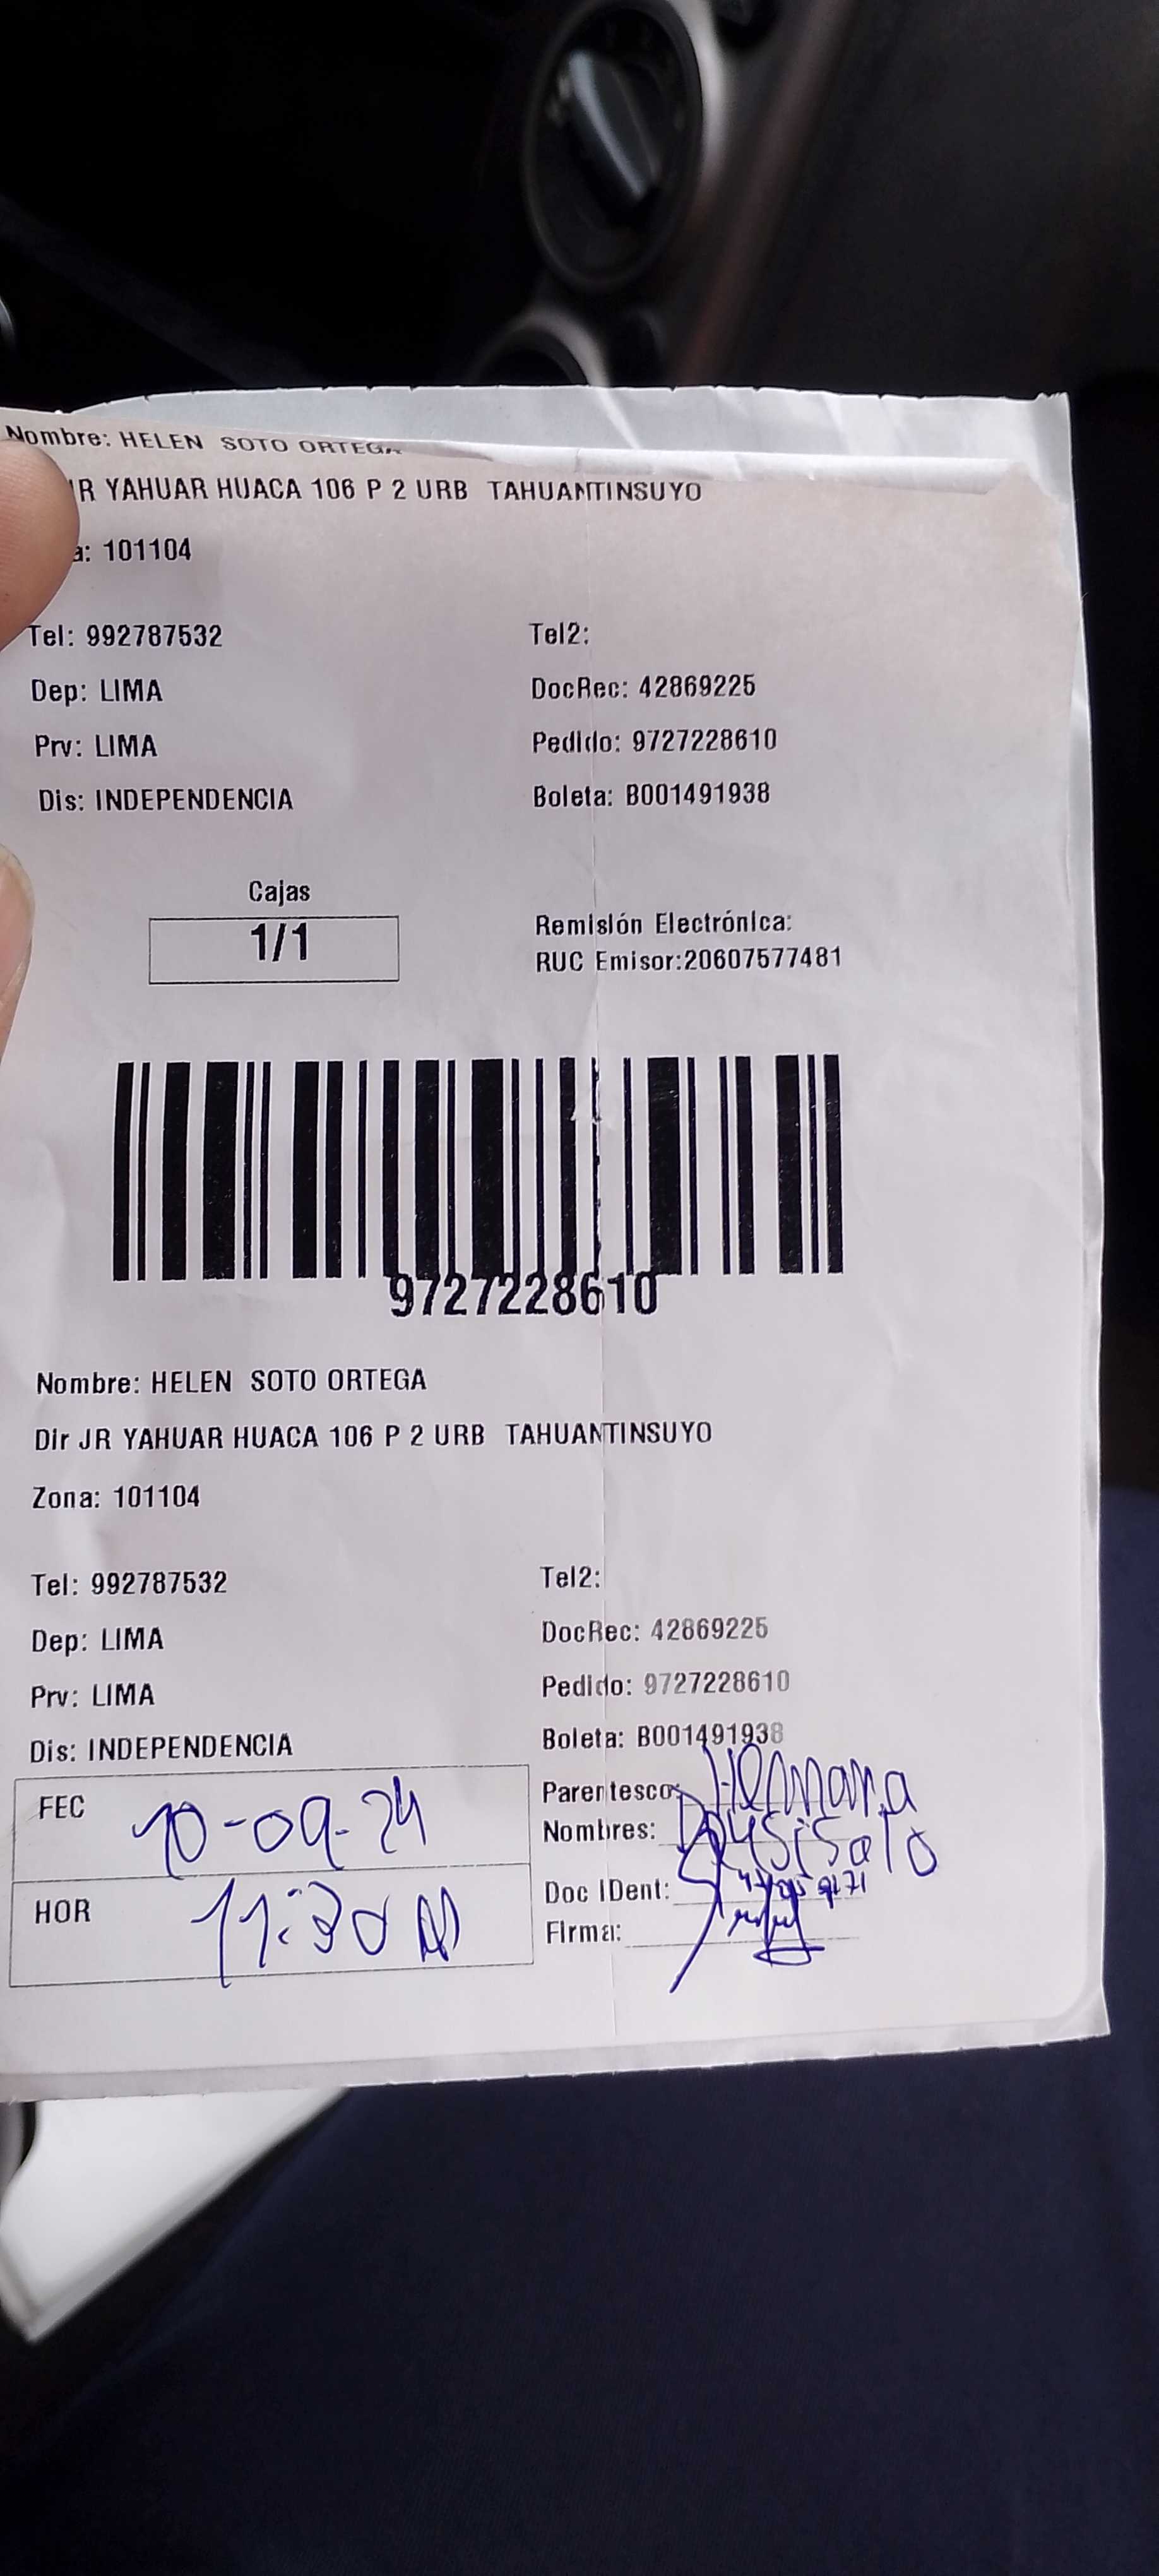 Nombre: HELEN SOTO ORTEGA
JR YAHUAR HUACA 106 P 2 URB TAHUANTINSUYO
a: 101104
Tel: 992787532 Tel2:
Dep: LIMA DocRec: 42869225
Prv: LIMA Pedido: 9727228610
Dis: INDEPENDENCIA Boleta: B001491938
Cajas
1/1
Remisión Electrónica:
RUC Emisor:20607577481
9727228610
Nombre: HELEN SOTO ORTEGA
Dir JR YAHUAR HUACA 106 P 2 URB TAHUANTINSUYO
Zona: 101104
Tel: 992787532 Tel2:
Dep: LIMA DocRec: 42869225
Prv: LIMA Pedido: 9727228610
Dis: INDEPENDENCIA Boleta: B001491938
FEC 10-09-24
HOR 11:30
Parentesco: Hermana
Nombres: Soto
Doc IDent:
Firma: